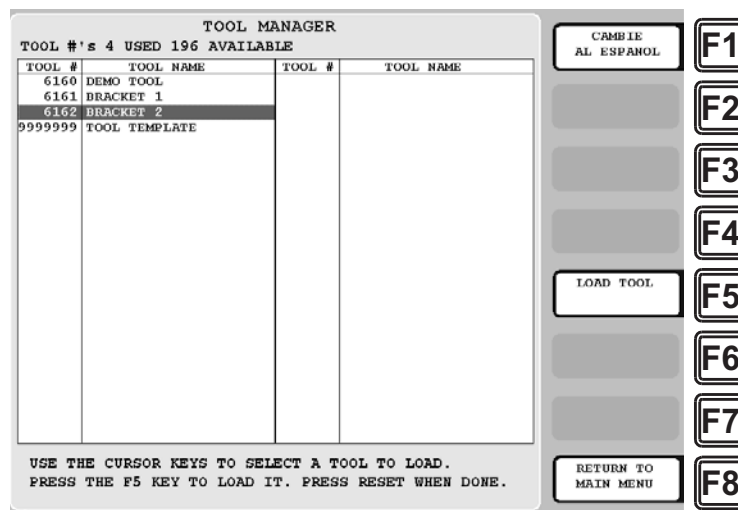 TOOL MANAGER
TOOL #'s 4 USED 196 AVAILABLE
TOOL # TOOL NAME TOOL # TOOL NAME
6160 DEMO TOOL
6161 BRACKET 1
6162 BRACKET 2
9999999 TOOL TEMPLATE
USE THE CURSOR KEYS TO SELECT A TOOL TO LOAD.
PRESS THE F5 KEY TO LOAD IT. PRESS RESET WHEN DONE.
CAMBIE
AL ESPANOL
F1
F2
F3
F4
LOAD TOOL
F5
F6
F7
RETURN TO
MAIN MENU
F8